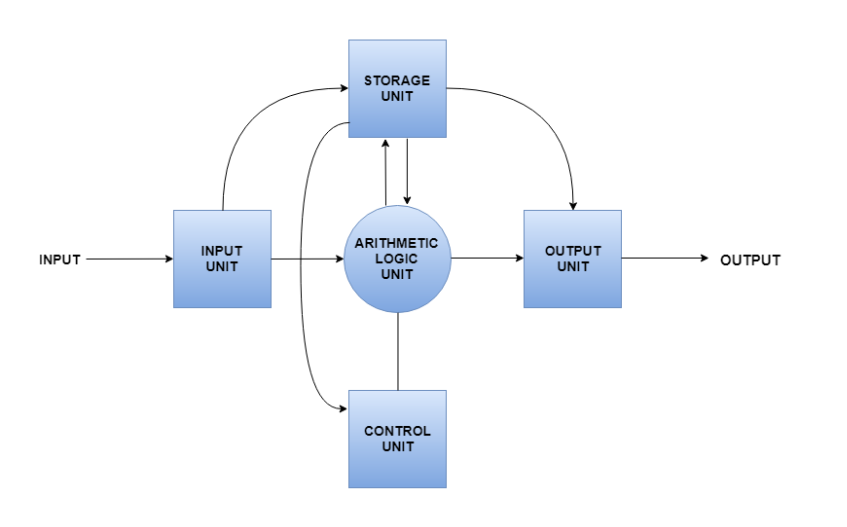 STORAGE
UNIT
INPUT
INPUT
UNIT
ARITHMETIC
LOGIC
UNIT
OUTPUT
UNIT
OUTPUT
CONTROL
UNIT